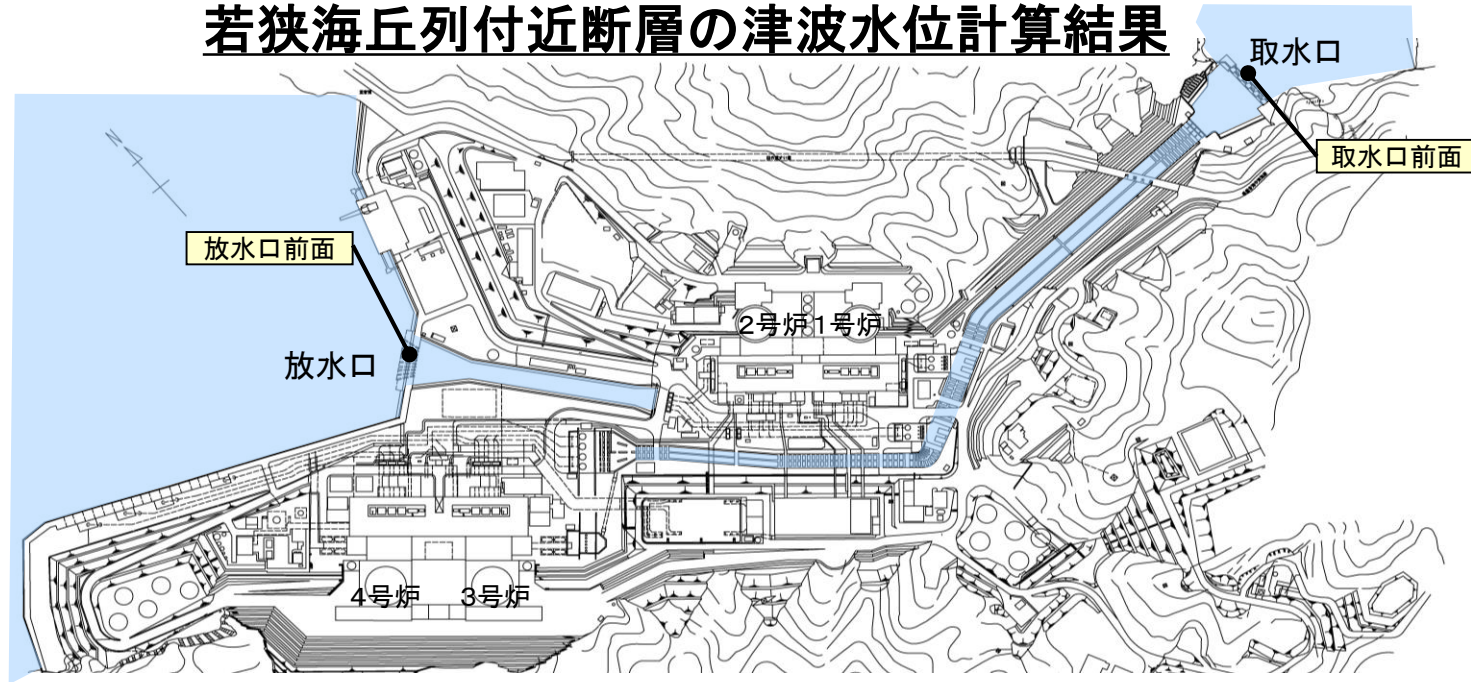 若狭海丘列付近断層の津波水位計算結果
取水口
取水口前面
放水口前面
2号炉 1号炉
放水口
4号炉 3号炉